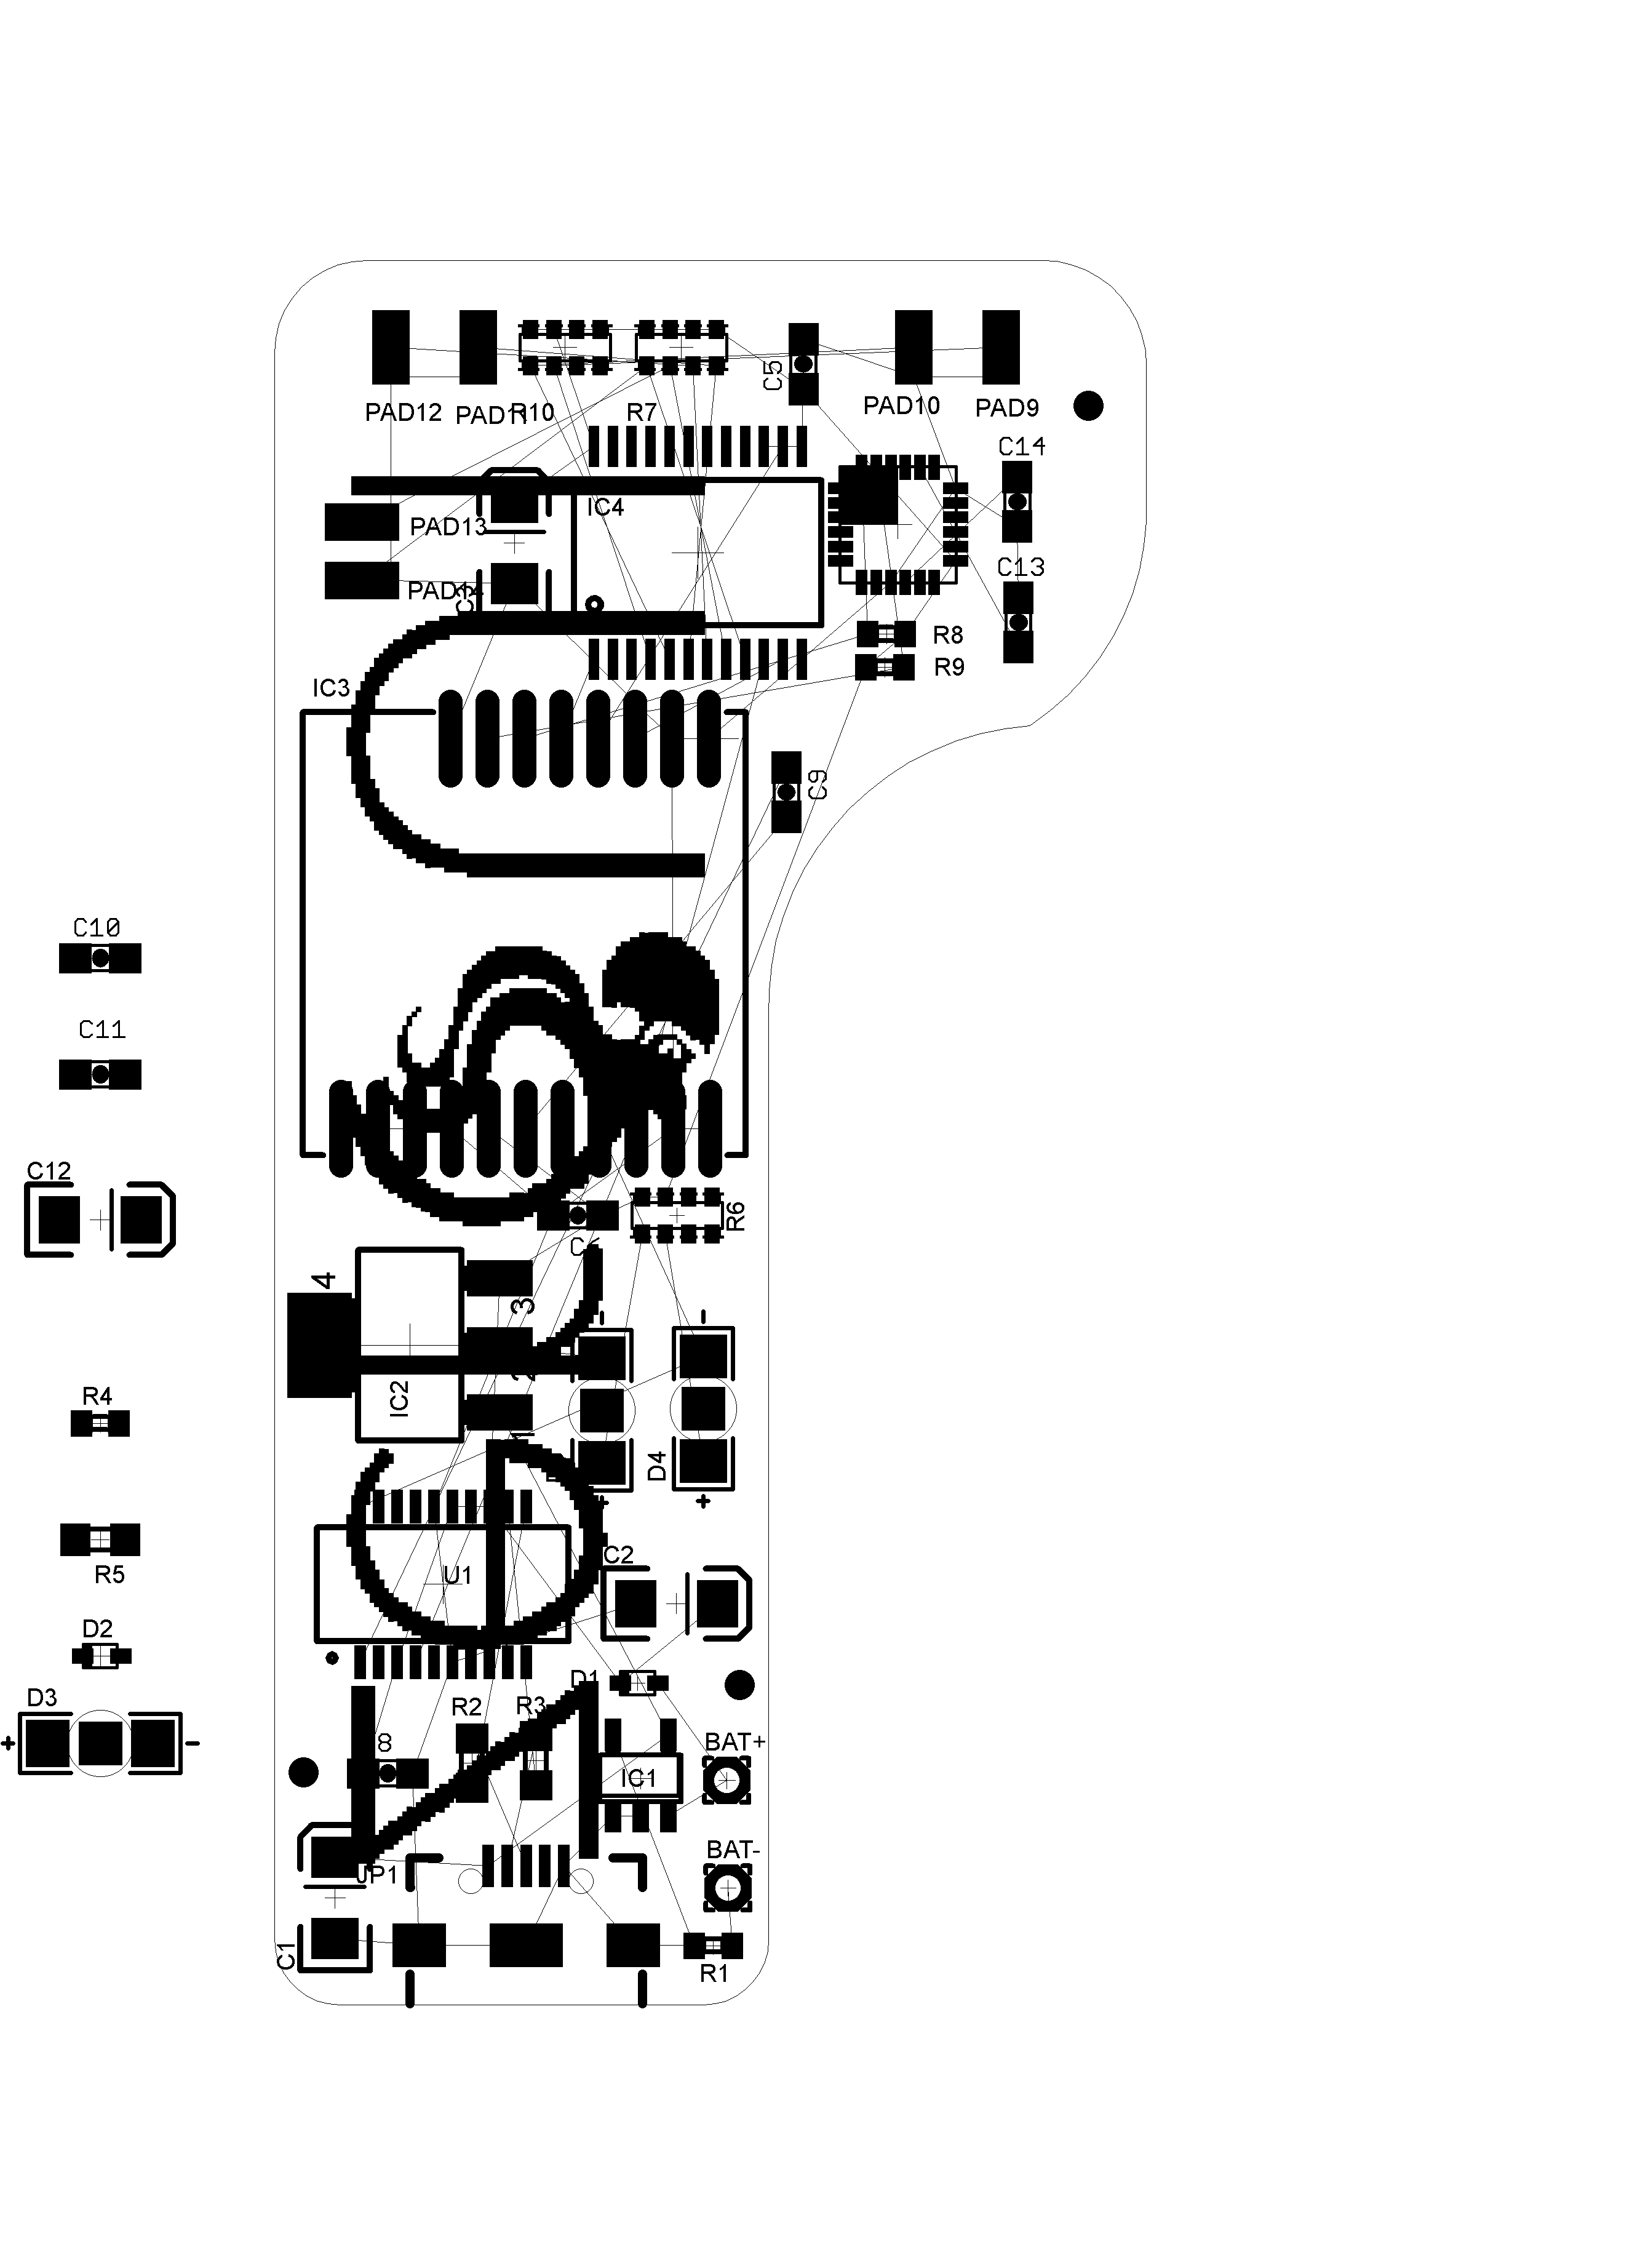 C5
PAD12
PAD11
R10
R7
PAD10
PAD9
C14
IC4
PAD13
C13
PAD14
C3
R8
R9
IC3
C9
C10
C11
C12
R6
4
3
2
IC2
R4
D4
1
C2
R5
U1
D2
D1
D3
R2
R3
+
-
8
BAT+
IC1
BAT-
JP1
C1
R1